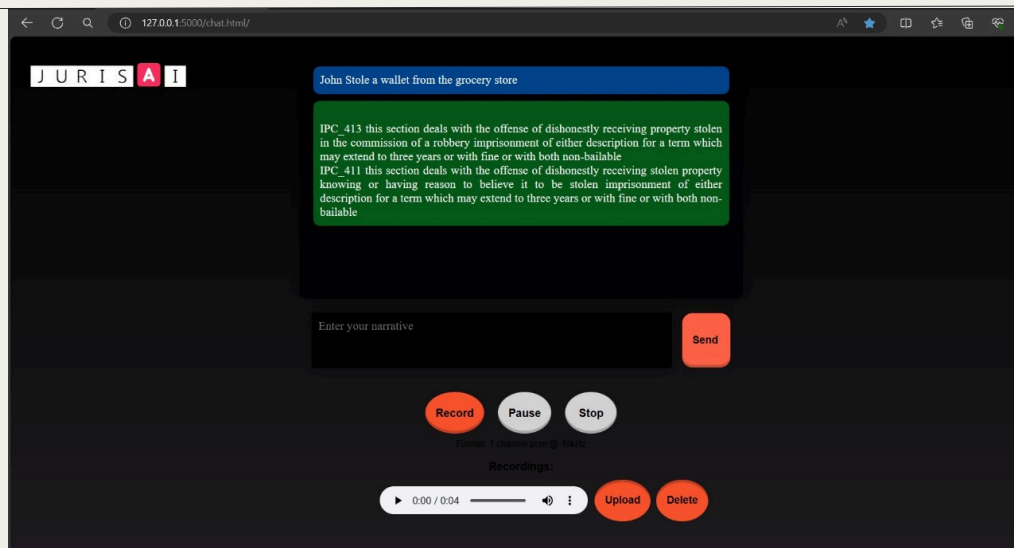 127.0.0.1:5000/chat.html/
JURISAI
John Stole a wallet from the grocery store
IPC_413 this section deals with the offense of dishonestly receiving property stolen
in the commission of a robbery imprisonment of either description for a term which
may extend to three years or with fine or with both non-bailable
IPC_411 this section deals with the offense of dishonestly receiving stolen property
knowing or having reason to believe it to be stolen imprisonment of either
description for a term which may extend to three years or with fine or with both non-
bailable
Enter your narrative
Send
Record Pause Stop
Format: 1 channel pcm @ 48kHz
Recordings:
0:00 / 0:04 Upload Delete